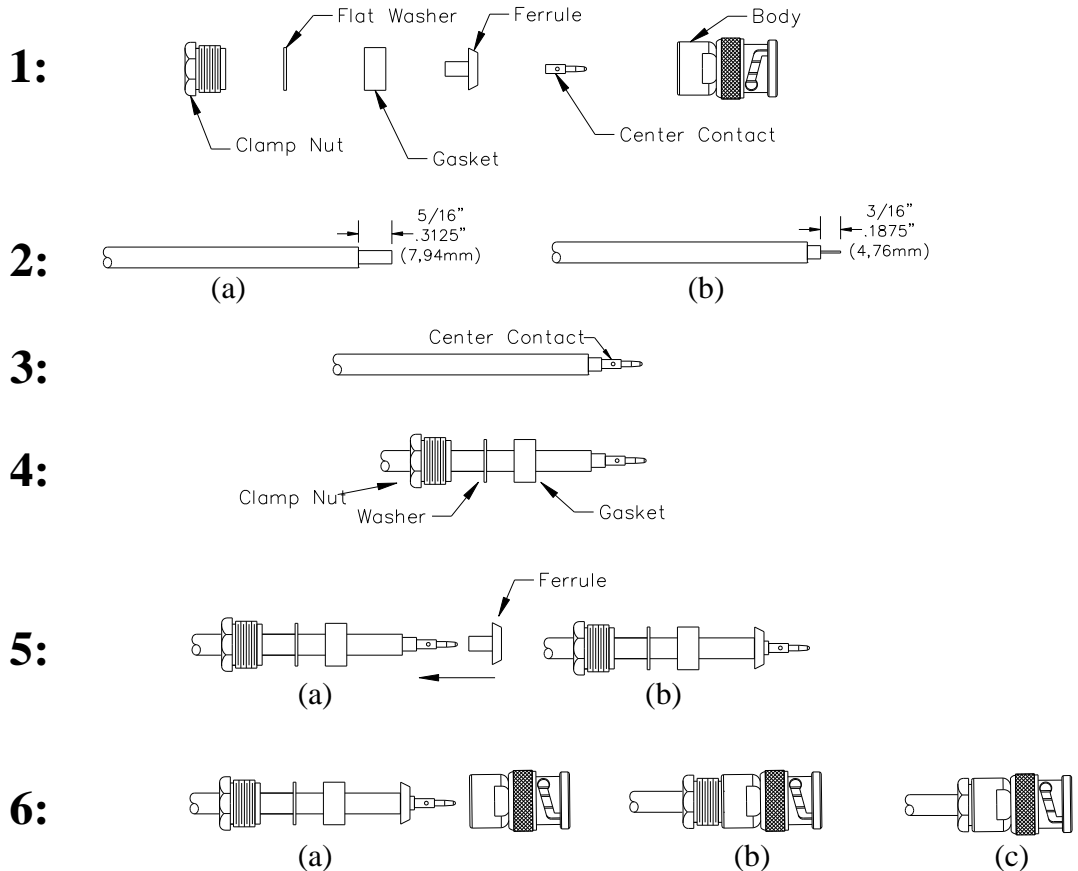 Flat Washer
Ferrule
Body
1:
Clamp Nut
Gasket
Center Contact
5/16"
.3125"
(7,94mm)
3/16"
.1875"
(4,76mm)
2:
(a)
(b)
Center Contact
3:
4:
Clamp Nut
Washer
Gasket
Ferrule
5:
(a)
(b)
6:
(a)
(b)
(c)